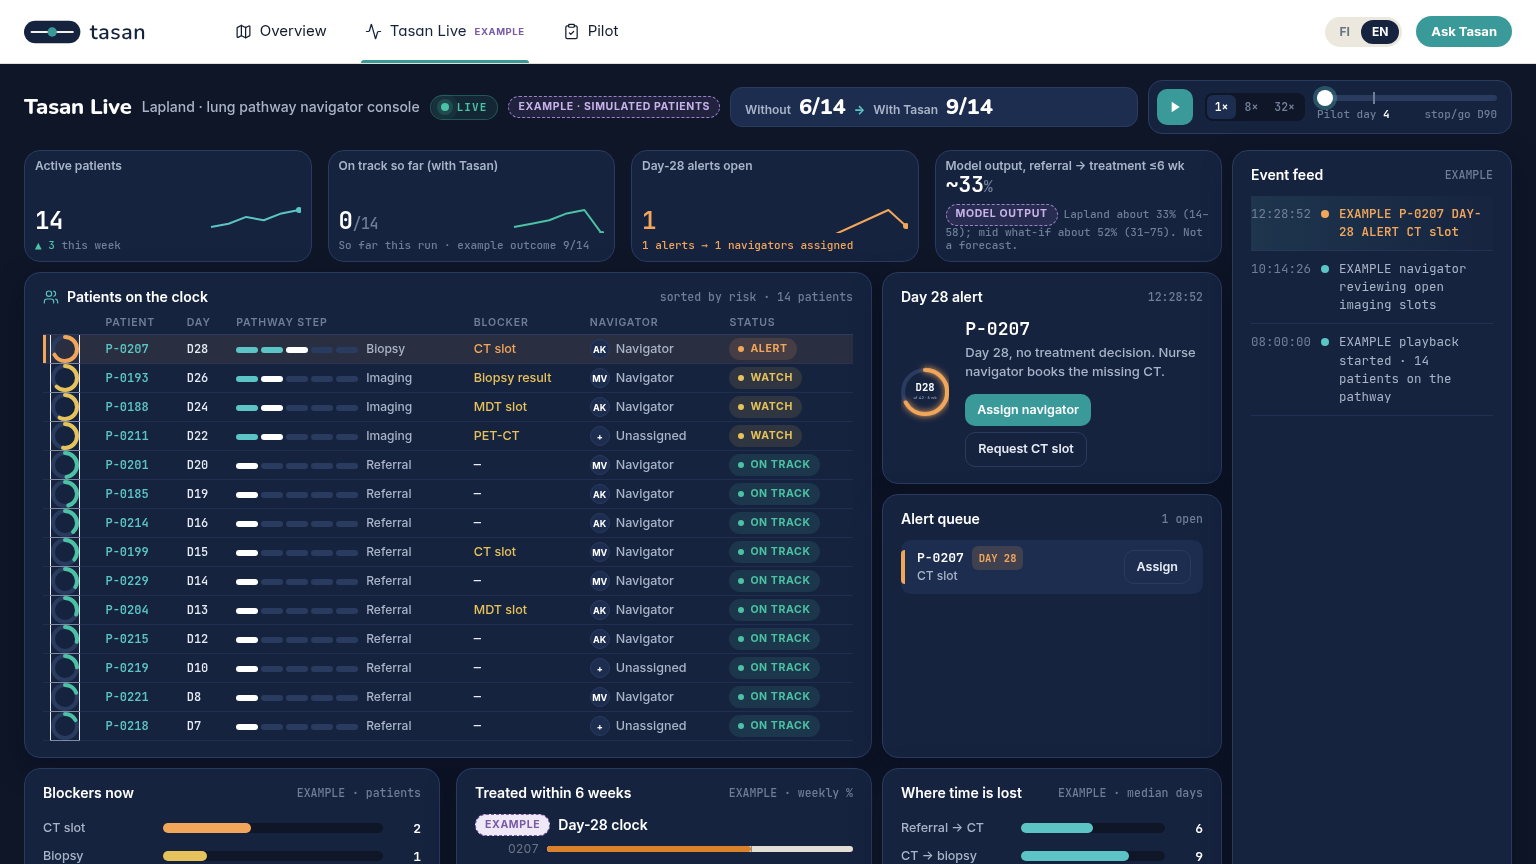 tasan
Overview
Tasan Live EXAMPLE
Pilot
FI EN
Ask Tasan
Tasan Live Lapland · lung pathway navigator console
LIVE
EXAMPLE · SIMULATED PATIENTS
Without 6/14 → With Tasan 9/14
1× 8× 32×
Pilot day 4 stop/go D90
Active patients
14
▲ 3 this week
On track so far (with Tasan)
0/14
So far this run · example outcome 9/14
Day-28 alerts open
1
1 alerts → 1 navigators assigned
Model output, referral → treatment ≤6 wk
~33%
MODEL OUTPUT Lapland about 33% (14–
58); mid what-if about 52% (31–75). Not
a forecast.
Event feed EXAMPLE
12:28:52 EXAMPLE P-0207 DAY-
28 ALERT CT slot
10:14:26 EXAMPLE navigator
reviewing open
imaging slots
08:00:00 EXAMPLE playback
started · 14
patients on the
pathway
Patients on the clock sorted by risk · 14 patients
PATIENT DAY PATHWAY STEP BLOCKER NAVIGATOR STATUS
P-0207 D28 Biopsy CT slot AK Navigator ALERT
P-0193 D26 Imaging Biopsy result MV Navigator WATCH
P-0188 D24 Imaging MDT slot AK Navigator WATCH
P-0211 D22 Imaging PET-CT + Unassigned WATCH
P-0201 D20 Referral – MV Navigator ON TRACK
P-0185 D19 Referral – AK Navigator ON TRACK
P-0214 D16 Referral – AK Navigator ON TRACK
P-0199 D15 Referral CT slot MV Navigator ON TRACK
P-0229 D14 Referral – MV Navigator ON TRACK
P-0204 D13 Referral MDT slot AK Navigator ON TRACK
P-0215 D12 Referral – AK Navigator ON TRACK
P-0219 D10 Referral – + Unassigned ON TRACK
P-0221 D8 Referral – MV Navigator ON TRACK
P-0218 D7 Referral – + Unassigned ON TRACK
Day 28 alert 12:28:52
D28
P-0207
Day 28, no treatment decision. Nurse
navigator books the missing CT.
Assign navigator
Request CT slot
Alert queue 1 open
P-0207 DAY 28
CT slot
Assign
Blockers now EXAMPLE · patients
CT slot 2
Biopsy 1
Treated within 6 weeks EXAMPLE · weekly %
EXAMPLE Day-28 clock
0207
Where time is lost EXAMPLE · median days
Referral → CT 6
CT → biopsy 9